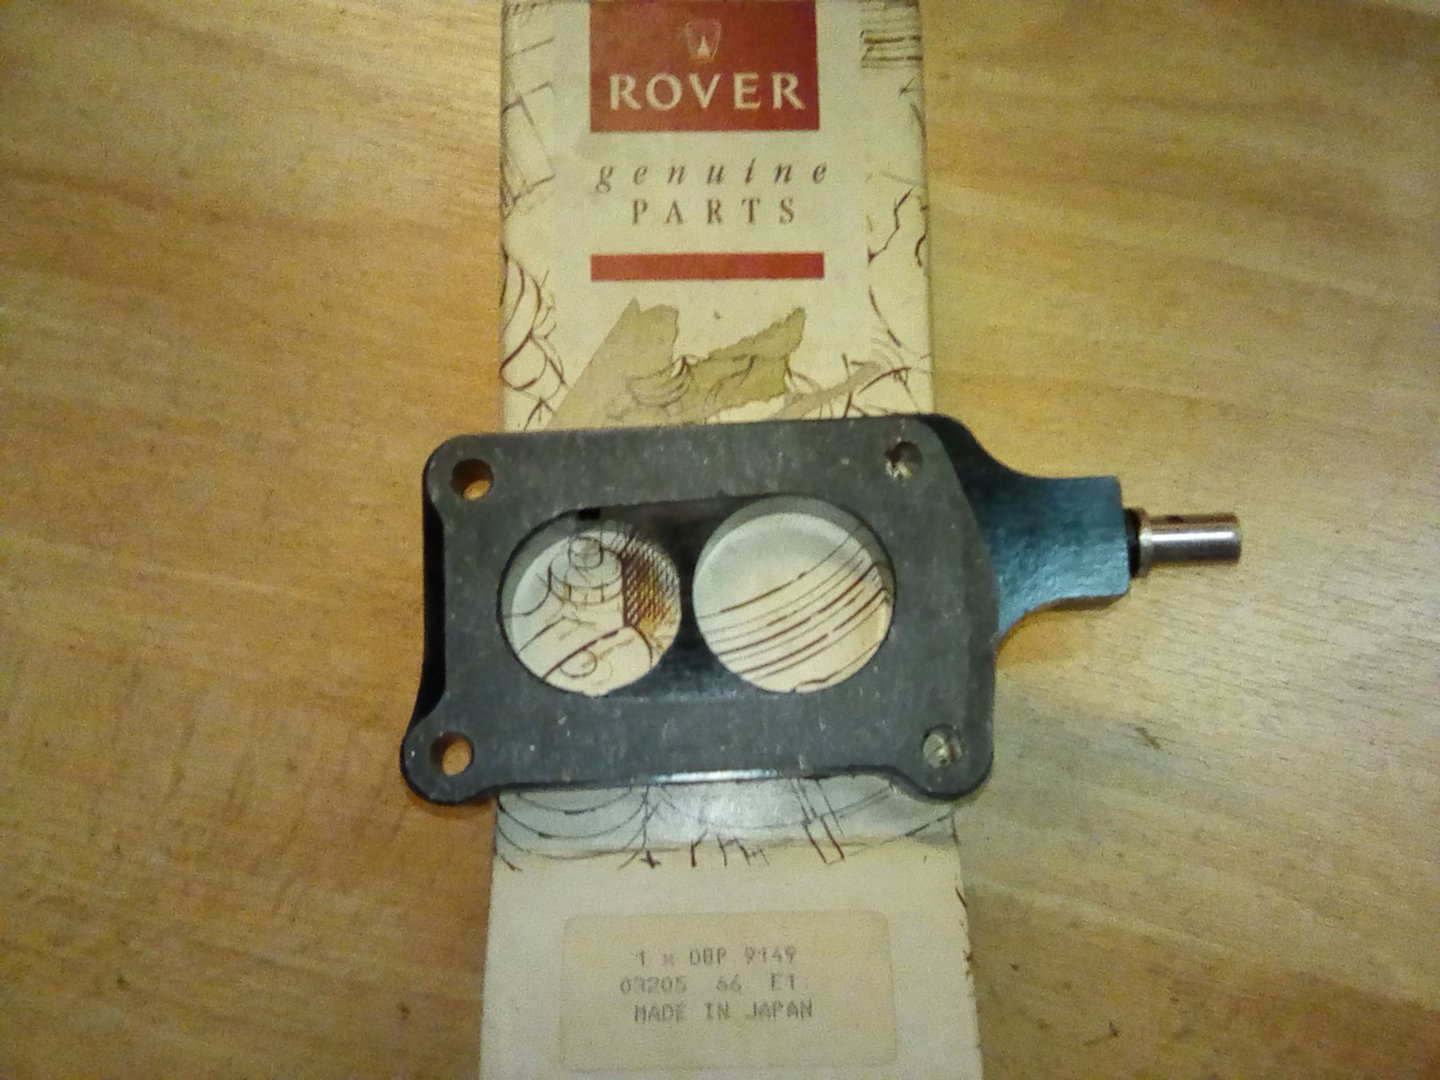 ROVER
genuine
PARTS
1 x DBP 9149
03205 66 E1
MADE IN JAPAN